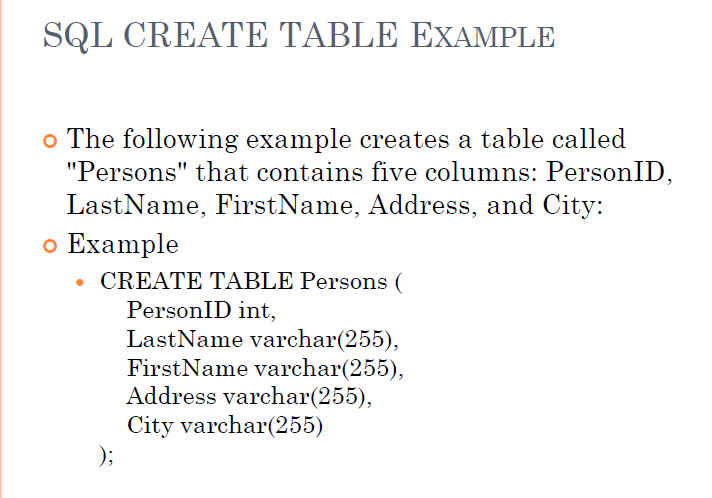 SQL CREATE TABLE EXAMPLE
The following example creates a table called
"Persons" that contains five columns: PersonID,
LastName, FirstName, Address, and City:
Example
CREATE TABLE Persons (
PersonID int,
LastName varchar(255),
FirstName varchar(255),
Address varchar(255),
City varchar(255)
);